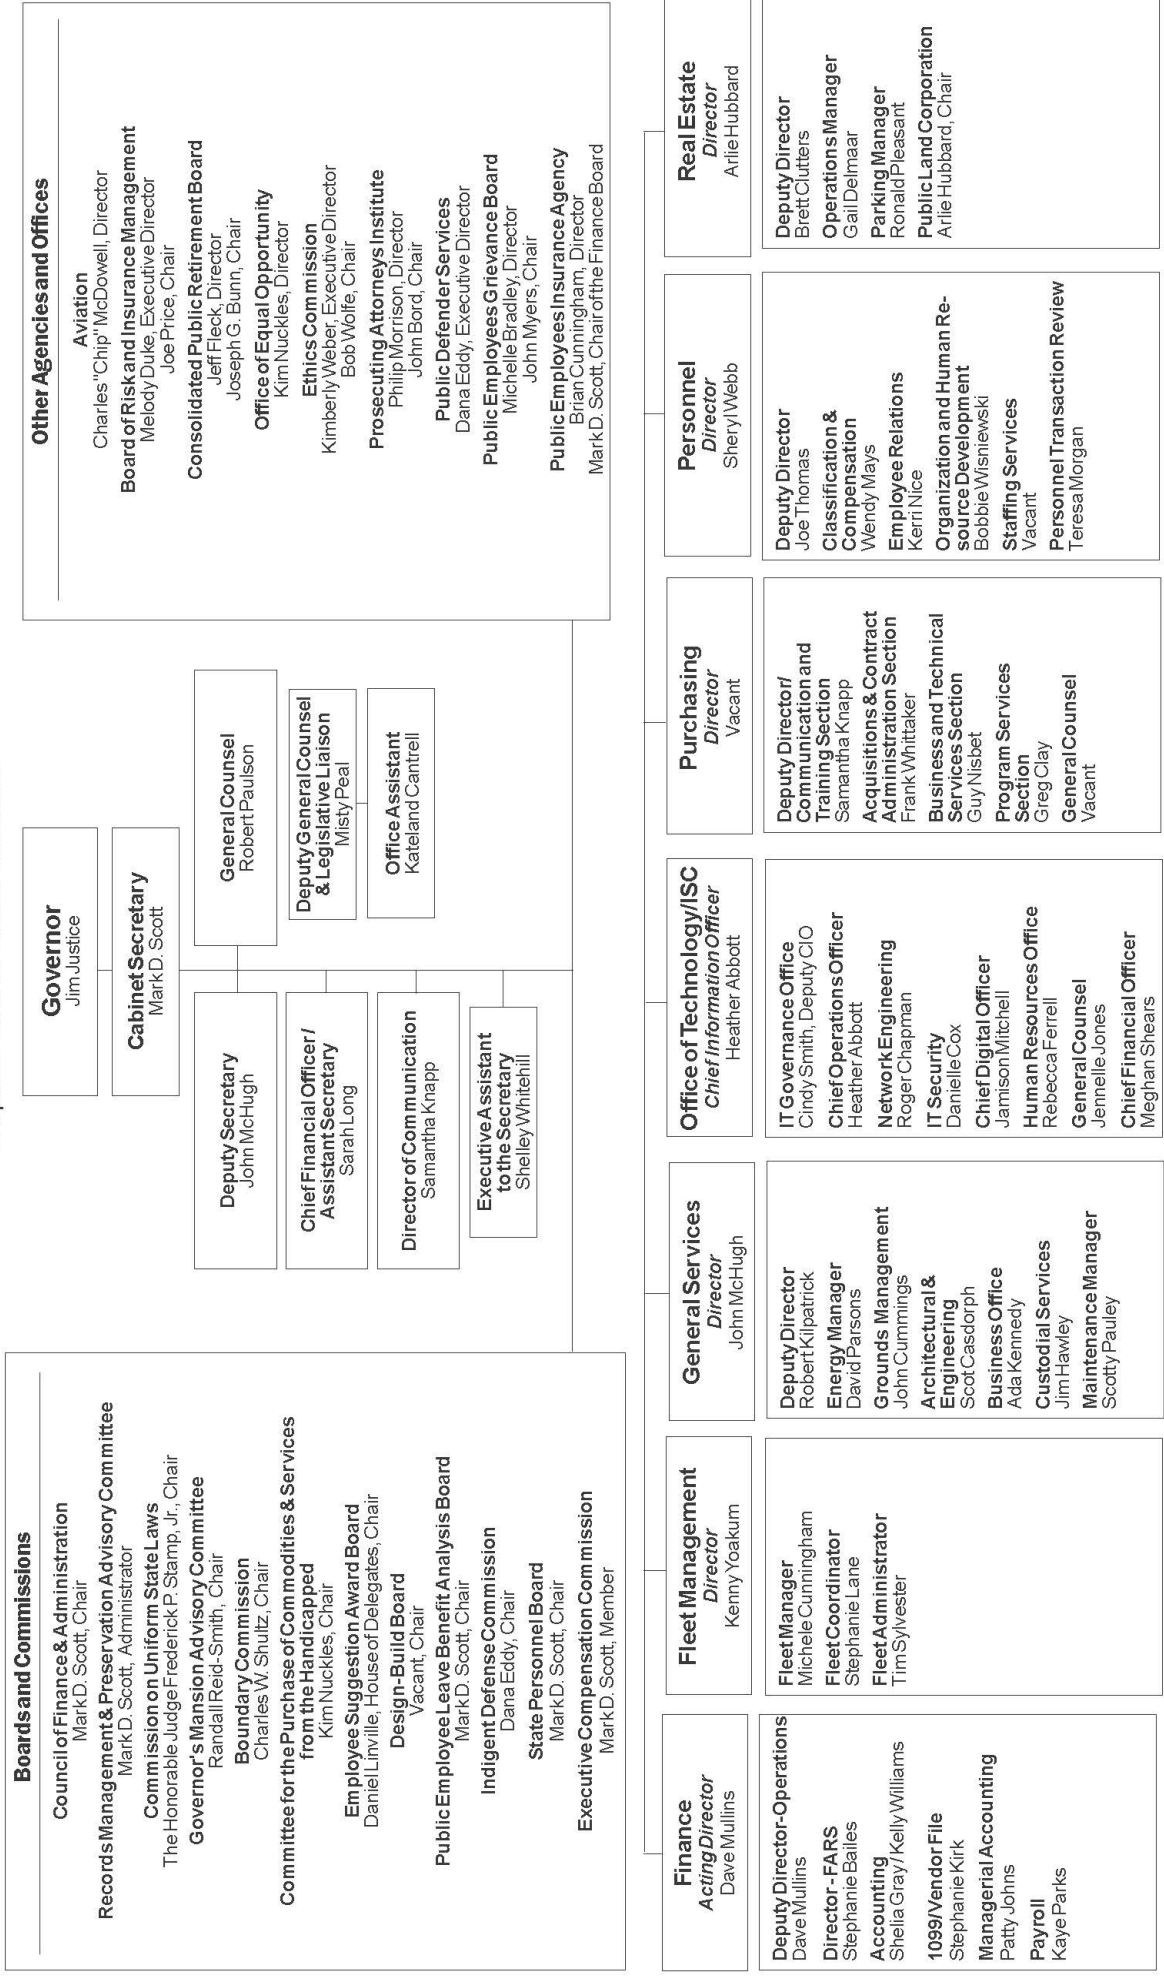 Governor
Jim Justice
Cabinet Secretary
Mark D. Scott
Deputy Secretary
John McHugh
General Counsel
Robert Paulson
Chief Financial Officer /
Assistant Secretary
Sarah Long
Deputy General Counsel
& Legislative Liaison
Misty Peal
Director of Communication
Samantha Knapp
Office Assistant
Kateland Cantrell
Executive Assistant
to the Secretary
Shelley Whitehill
Boards and Commissions
Council of Finance & Administration
Mark D. Scott, Chair
Records Management & Preservation Advisory Committee
Mark D. Scott, Administrator
Commission on Uniform State Laws
The Honorable Judge Frederick P. Stamp, Jr., Chair
Governor's Mansion Advisory Committee
Randall Reid-Smith, Chair
Boundary Commission
Charles W. Shultz, Chair
Committee for the Purchase of Commodities & Services
from the Handicapped
Kim Nuckles, Chair
Employee Suggestion Award Board
Daniel Linville, House of Delegates, Chair
Design-Build Board
Vacant, Chair
Public Employee Leave Benefit Analysis Board
Mark D. Scott, Chair
Indigent Defense Commission
Dana Eddy, Chair
State Personnel Board
Mark D. Scott, Chair
Executive Compensation Commission
Mark D. Scott, Member
Other Agencies and Offices
Aviation
Charles "Chip" McDowell, Director
Board of Risk and Insurance Management
Melody Duke, Executive Director
Joe Price, Chair
Consolidated Public Retirement Board
Jeff Fleck, Director
Joseph G. Bunn, Chair
Office of Equal Opportunity
Kim Nuckles, Director
Ethics Commission
Kimberly Weber, Executive Director
Bob Wolfe, Chair
Prosecuting Attorneys Institute
Philip Morrison, Director
John Bord, Chair
Public Defender Services
Dana Eddy, Executive Director
Public Employees Grievance Board
Michelle Bradley, Director
John Myers, Chair
Public Employees Insurance Agency
Brian Cunningham, Director
Mark D. Scott, Chair of the Finance Board
Finance
Acting Director
Dave Mullins
Deputy Director-Operations
Dave Mullins
Director - FARS
Stephanie Bailes
Accounting
Shelia Gray / Kelly Williams
1099/Vendor File
Stephanie Kirk
Managerial Accounting
Patty Johns
Payroll
Kaye Parks
Fleet Management
Director
Kenny Yoakum
Fleet Manager
Michele Cunningham
Fleet Coordinator
Stephanie Lane
Fleet Administrator
Tim Sylvester
General Services
Director
John McHugh
Deputy Director
Robert Kilpatrick
Energy Manager
David Parsons
Grounds Management
John Cummings
Architectural &
Engineering
Scot Casdorph
Business Office
Ada Kennedy
Custodial Services
Jim Hawley
Maintenance Manager
Scotty Pauley
Office of Technology/ISC
Chief Information Officer
Heather Abbott
IT Governance Office
Cindy Smith, Deputy CIO
Chief Operations Officer
Heather Abbott
Network Engineering
Roger Chapman
IT Security
Danielle Cox
Chief Digital Officer
Jamison Mitchell
Human Resources Office
Rebecca Ferrell
General Counsel
Jennelle Jones
Chief Financial Officer
Meghan Shears
Purchasing
Director
Vacant
Deputy Director/
Communication and
Training Section
Samantha Knapp
Acquisitions & Contract
Administration Section
Frank Whittaker
Business and Technical
Services Section
Guy Nisbet
Program Services
Section
Greg Clay
General Counsel
Vacant
Personnel
Director
Sheryl Webb
Deputy Director
Joe Thomas
Classification &
Compensation
Wendy Mays
Employee Relations
Kerri Nice
Organization and Human Re-
source Development
Bobbie Wisniewski
Staffing Services
Vacant
Personnel Transaction Review
Teresa Morgan
Real Estate
Director
Arlie Hubbard
Deputy Director
Brett Clutters
Operations Manager
Gail Delmaar
Parking Manager
Ronald Pleasant
Public Land Corporation
Arlie Hubbard, Chair